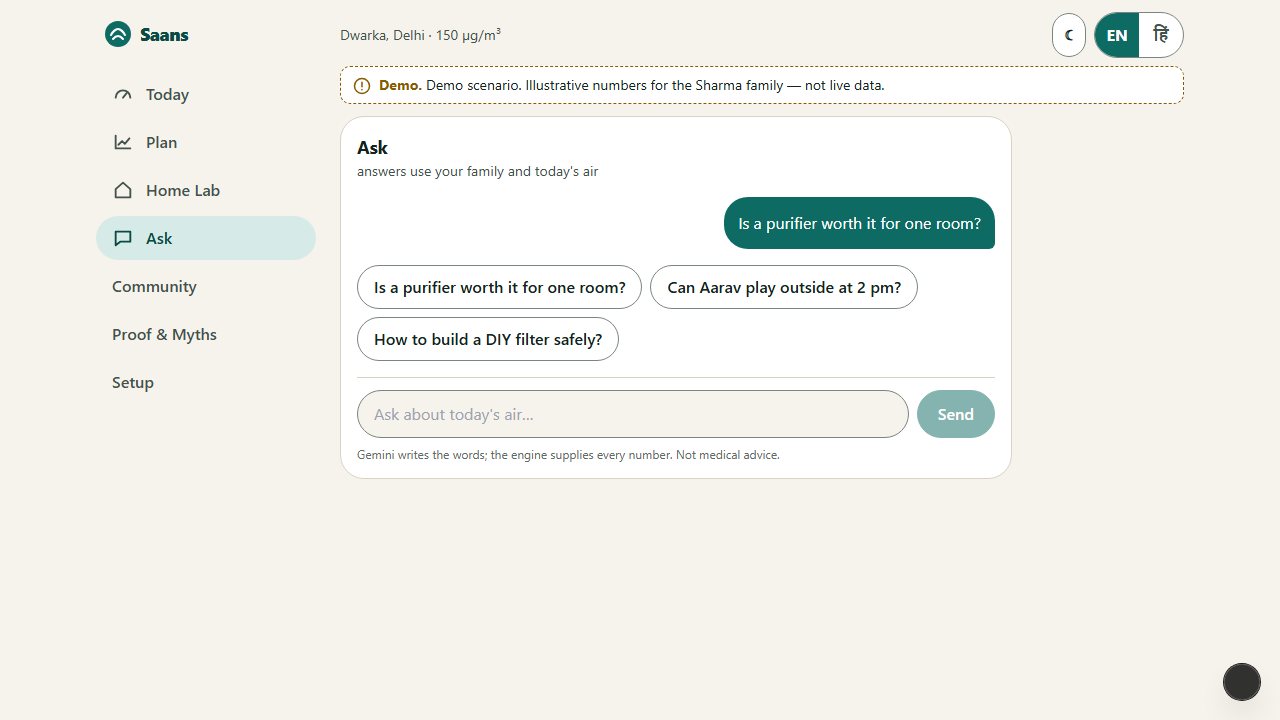 Saans
Dwarka, Delhi · 150 µg/m³
EN
हिं
Today
Plan
Home Lab
Ask
Community
Proof & Myths
Setup
Demo. Demo scenario. Illustrative numbers for the Sharma family — not live data.
Ask
answers use your family and today's air
Is a purifier worth it for one room?
Is a purifier worth it for one room?
Can Aarav play outside at 2 pm?
How to build a DIY filter safely?
Ask about today's air...
Send
Gemini writes the words; the engine supplies every number. Not medical advice.